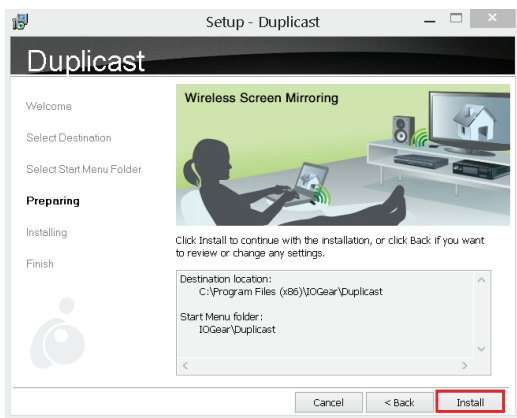 Setup - Duplicast
Duplicast
Welcome
Select Destination
Select Start Menu Folder
Preparing
Installing
Finish
Wireless Screen Mirroring
Click Install to continue with the installation, or click Back if you want
to review or change any settings.
Destination location:
C:\Program Files (x86)\IOGear\Duplicast
Start Menu folder:
IOGear\Duplicast
Cancel
< Back
Install